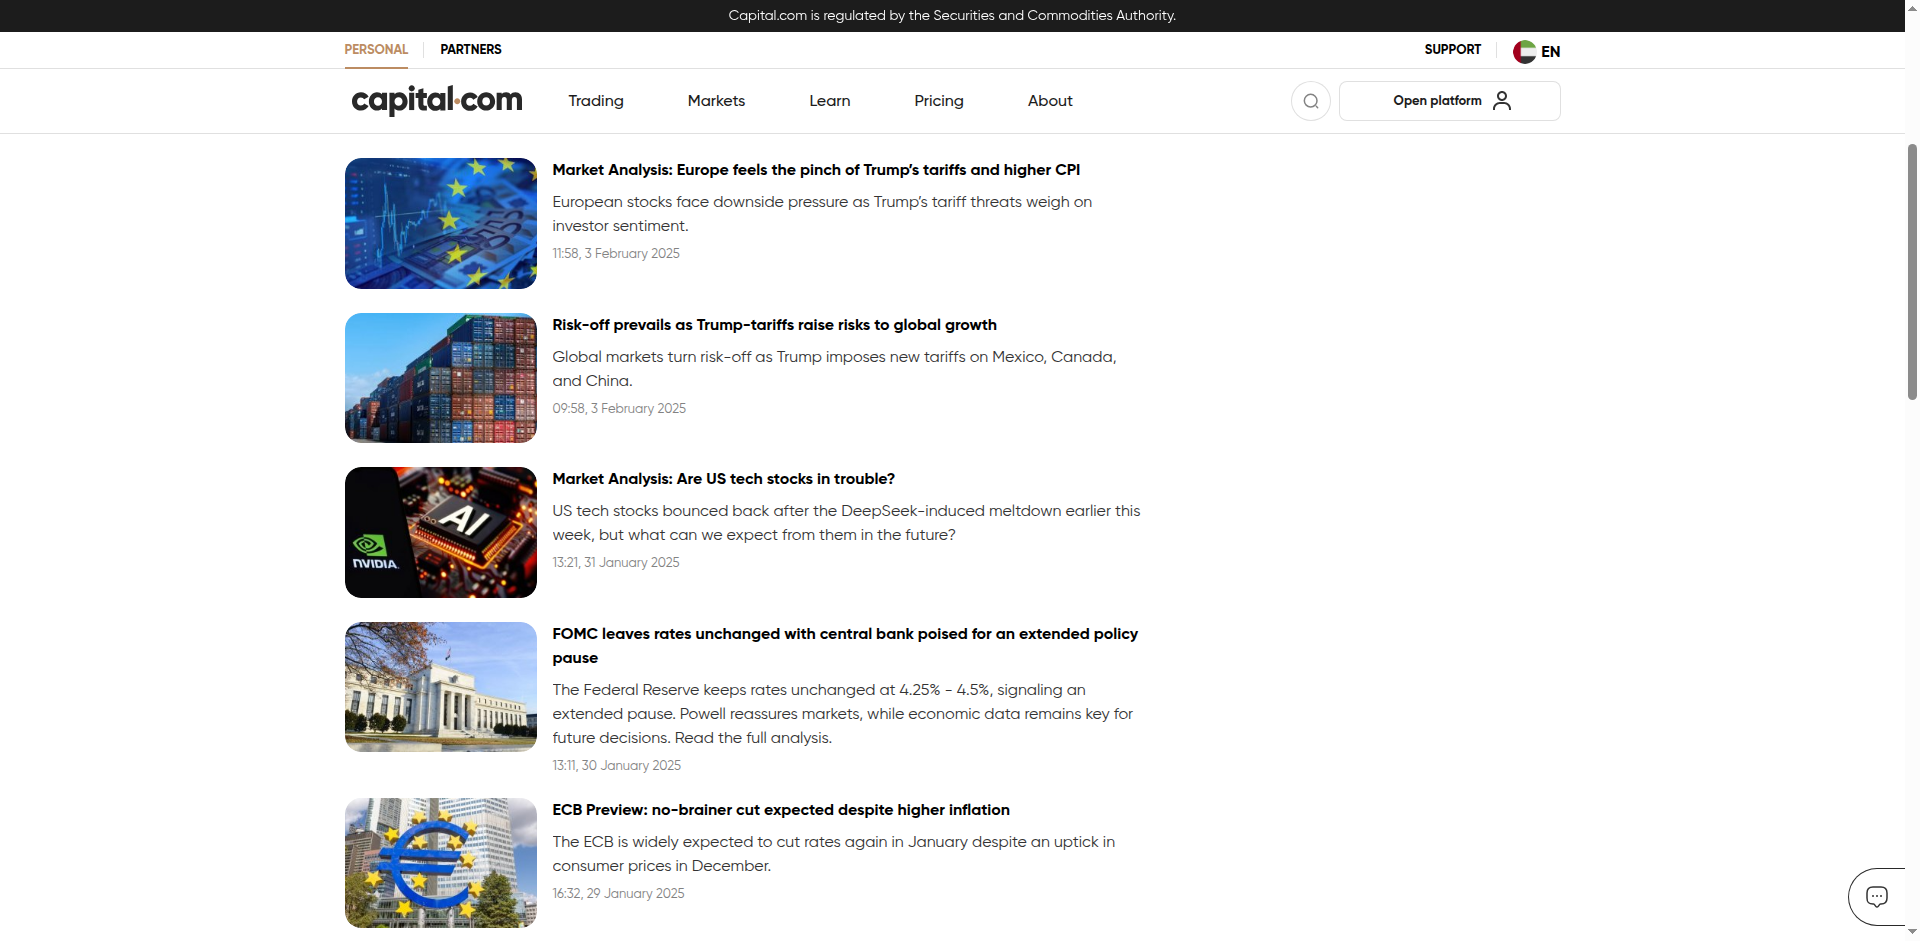 Capital.com is regulated by the Securities and Commodities Authority.
PERSONAL
PARTNERS
SUPPORT
EN
capital.com
Trading
Markets
Learn
Pricing
About
Open platform
Market Analysis: Europe feels the pinch of Trump’s tariffs and higher CPI
European stocks face downside pressure as Trump’s tariff threats weigh on
investor sentiment.
11:58, 3 February 2025
Risk-off prevails as Trump-tariffs raise risks to global growth
Global markets turn risk-off as Trump imposes new tariffs on Mexico, Canada,
and China.
09:58, 3 February 2025
AI
NVIDIA.
Market Analysis: Are US tech stocks in trouble?
US tech stocks bounced back after the DeepSeek-induced meltdown earlier this
week, but what can we expect from them in the future?
13:21, 31 January 2025
FOMC leaves rates unchanged with central bank poised for an extended policy
pause
The Federal Reserve keeps rates unchanged at 4.25% - 4.5%, signaling an
extended pause. Powell reassures markets, while economic data remains key for
future decisions. Read the full analysis.
13:11, 30 January 2025
ECB Preview: no-brainer cut expected despite higher inflation
The ECB is widely expected to cut rates again in January despite an uptick in
consumer prices in December.
16:32, 29 January 2025